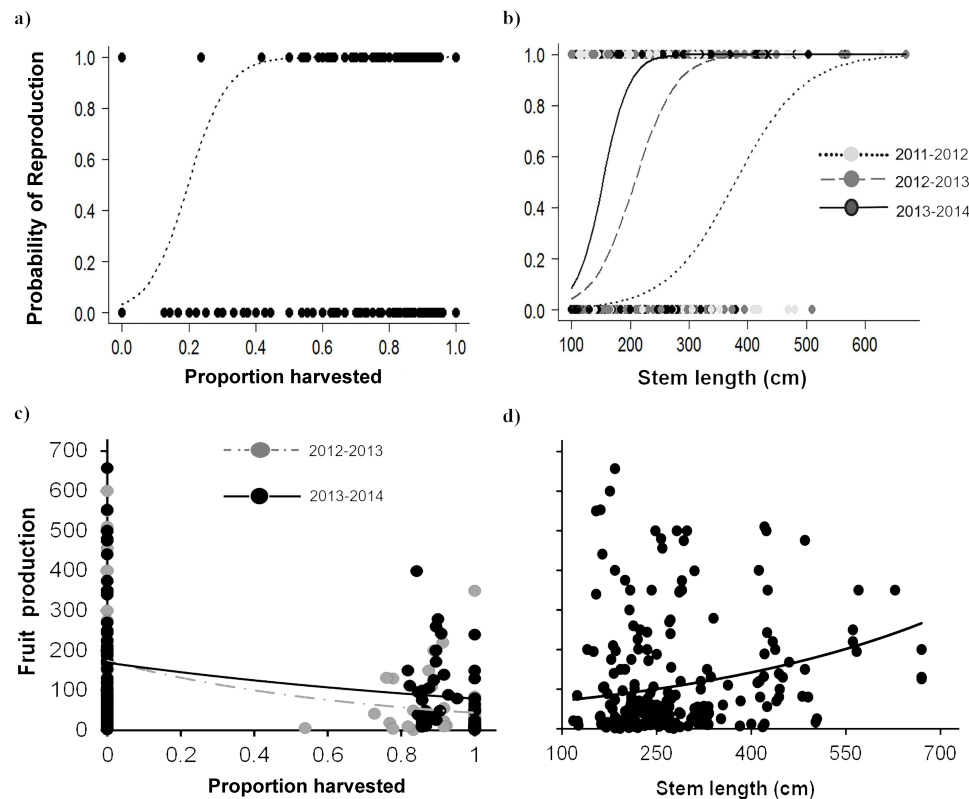 a)
Probability of Reproduction
1.0
0.8
0.6
0.4
0.2
0.0
0.0 0.2 0.4 0.6 0.8 1.0
Proportion harvested
b)
1.0
0.8
0.6
0.4
0.2
0.0
100 200 300 400 500 600
Stem length (cm)
2011-2012
2012-2013
2013-2014
c)
Fruit production
700
600
500
400
300
200
100
0
0 0.2 0.4 0.6 0.8 1
Proportion harvested
2012-2013
2013-2014
d)
100 250 400 550 700
Stem length (cm)